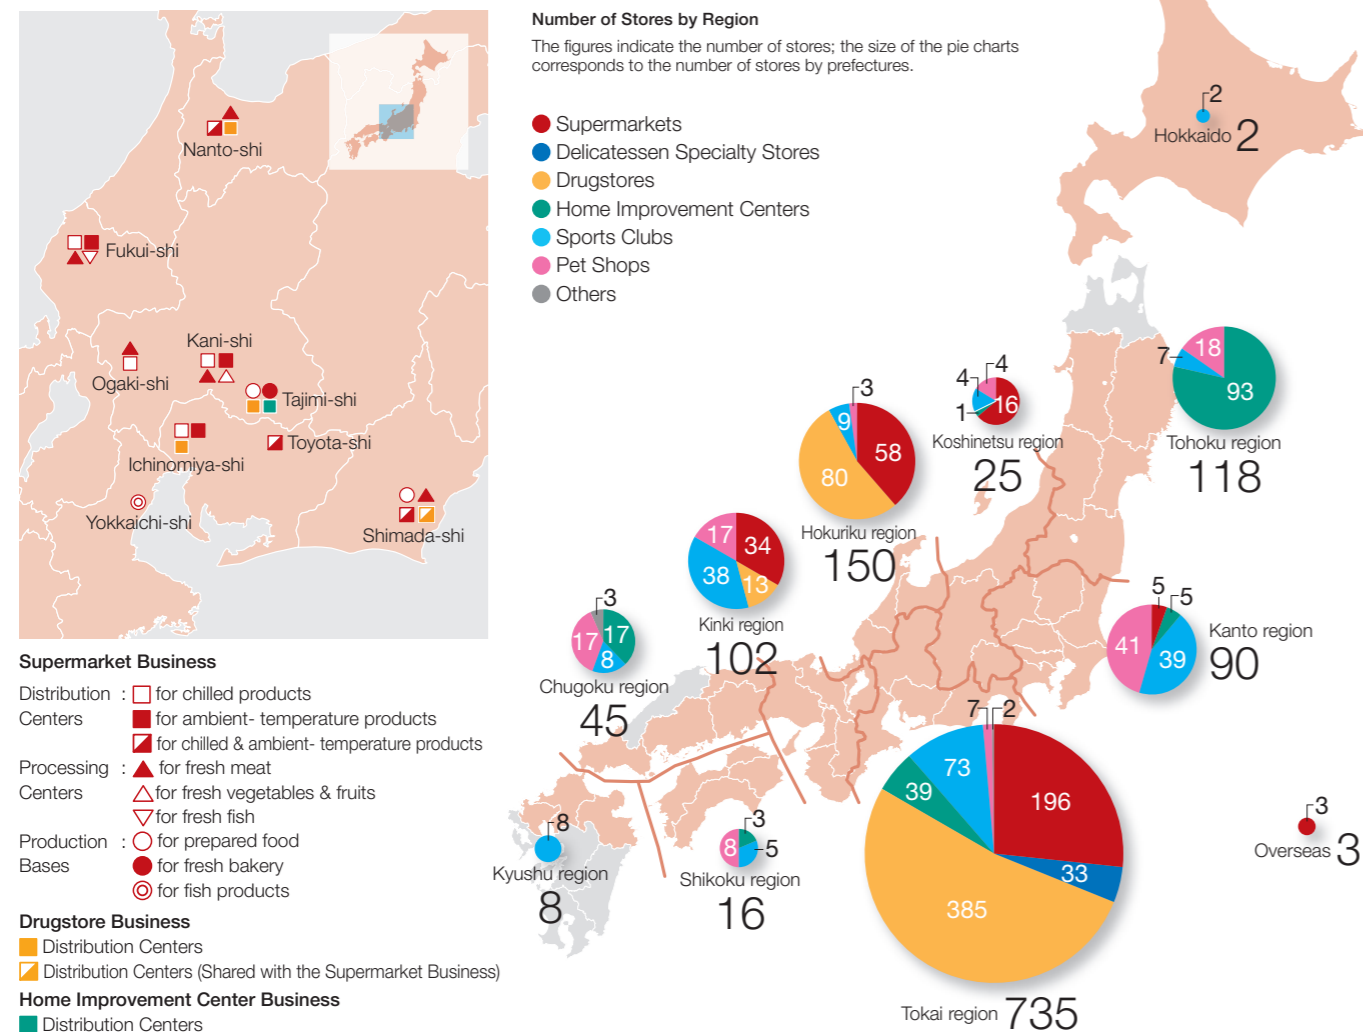 Nanto-shi
Fukui-shi
Kani-shi
Ogaki-shi
Tajimi-shi
Toyota-shi
Ichinomiya-shi
Yokkaichi-shi
Shimada-shi
Supermarket Business
Distribution : for chilled products
Centers for ambient- temperature products
for chilled & ambient- temperature products
Processing : for fresh meat
Centers for fresh vegetables & fruits
for fresh fish
Production : for prepared food
Bases for fresh bakery
for fish products
Drugstore Business
Distribution Centers
Distribution Centers (Shared with the Supermarket Business)
Home Improvement Center Business
Distribution Centers
Number of Stores by Region
The figures indicate the number of stores; the size of the pie charts
corresponds to the number of stores by prefectures.
Supermarkets
Delicatessen Specialty Stores
Drugstores
Home Improvement Centers
Sports Clubs
Pet Shops
Others
2
Hokkaido 2
18
7
93
Tohoku region
118
4
4
1
16
Koshinetsu region
25
3
9
58
80
Hokuriku region
150
17
34
38
13
Kinki region
102
3
17
17
8
Chugoku region
45
5
5
41
39
Kanto region
90
8
Kyushu region
8
3
8
5
Shikoku region
16
7
2
73
39
196
33
385
Tokai region 735
3
Overseas 3